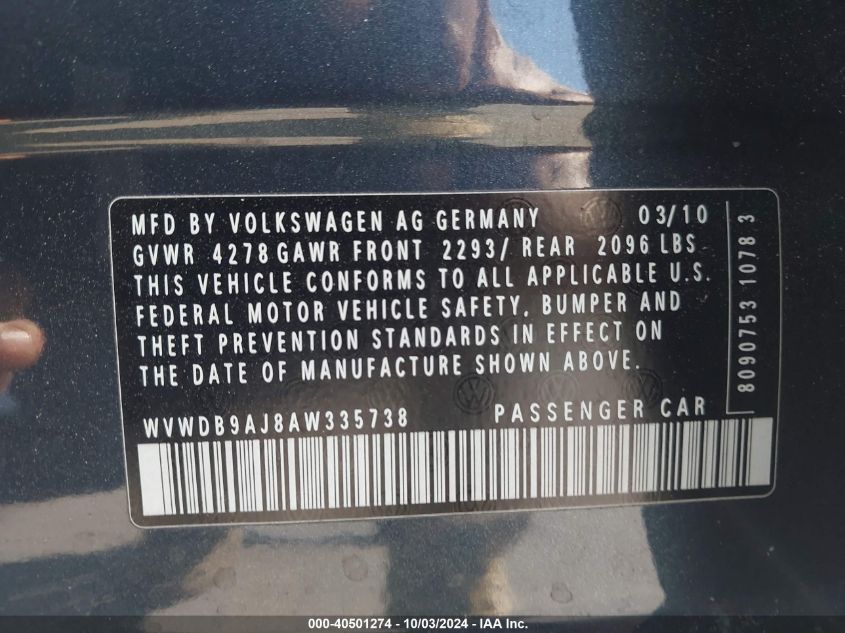 MFD BY VOLKSWAGEN AG GERMANY 03/10
GVWR 4278 GAWR FRONT 2293/ REAR 2096 LBS
THIS VEHICLE CONFORMS TO ALL APPLICABLE U.S.
FEDERAL MOTOR VEHICLE SAFETY, BUMPER AND
THEFT PREVENTION STANDARDS IN EFFECT ON
THE DATE OF MANUFACTURE SHOWN ABOVE.
WVWDB9AJ8AW335738 PASSENGER CAR
8090753 10783
000-40501274 - 10/03/2024 - IAA Inc.